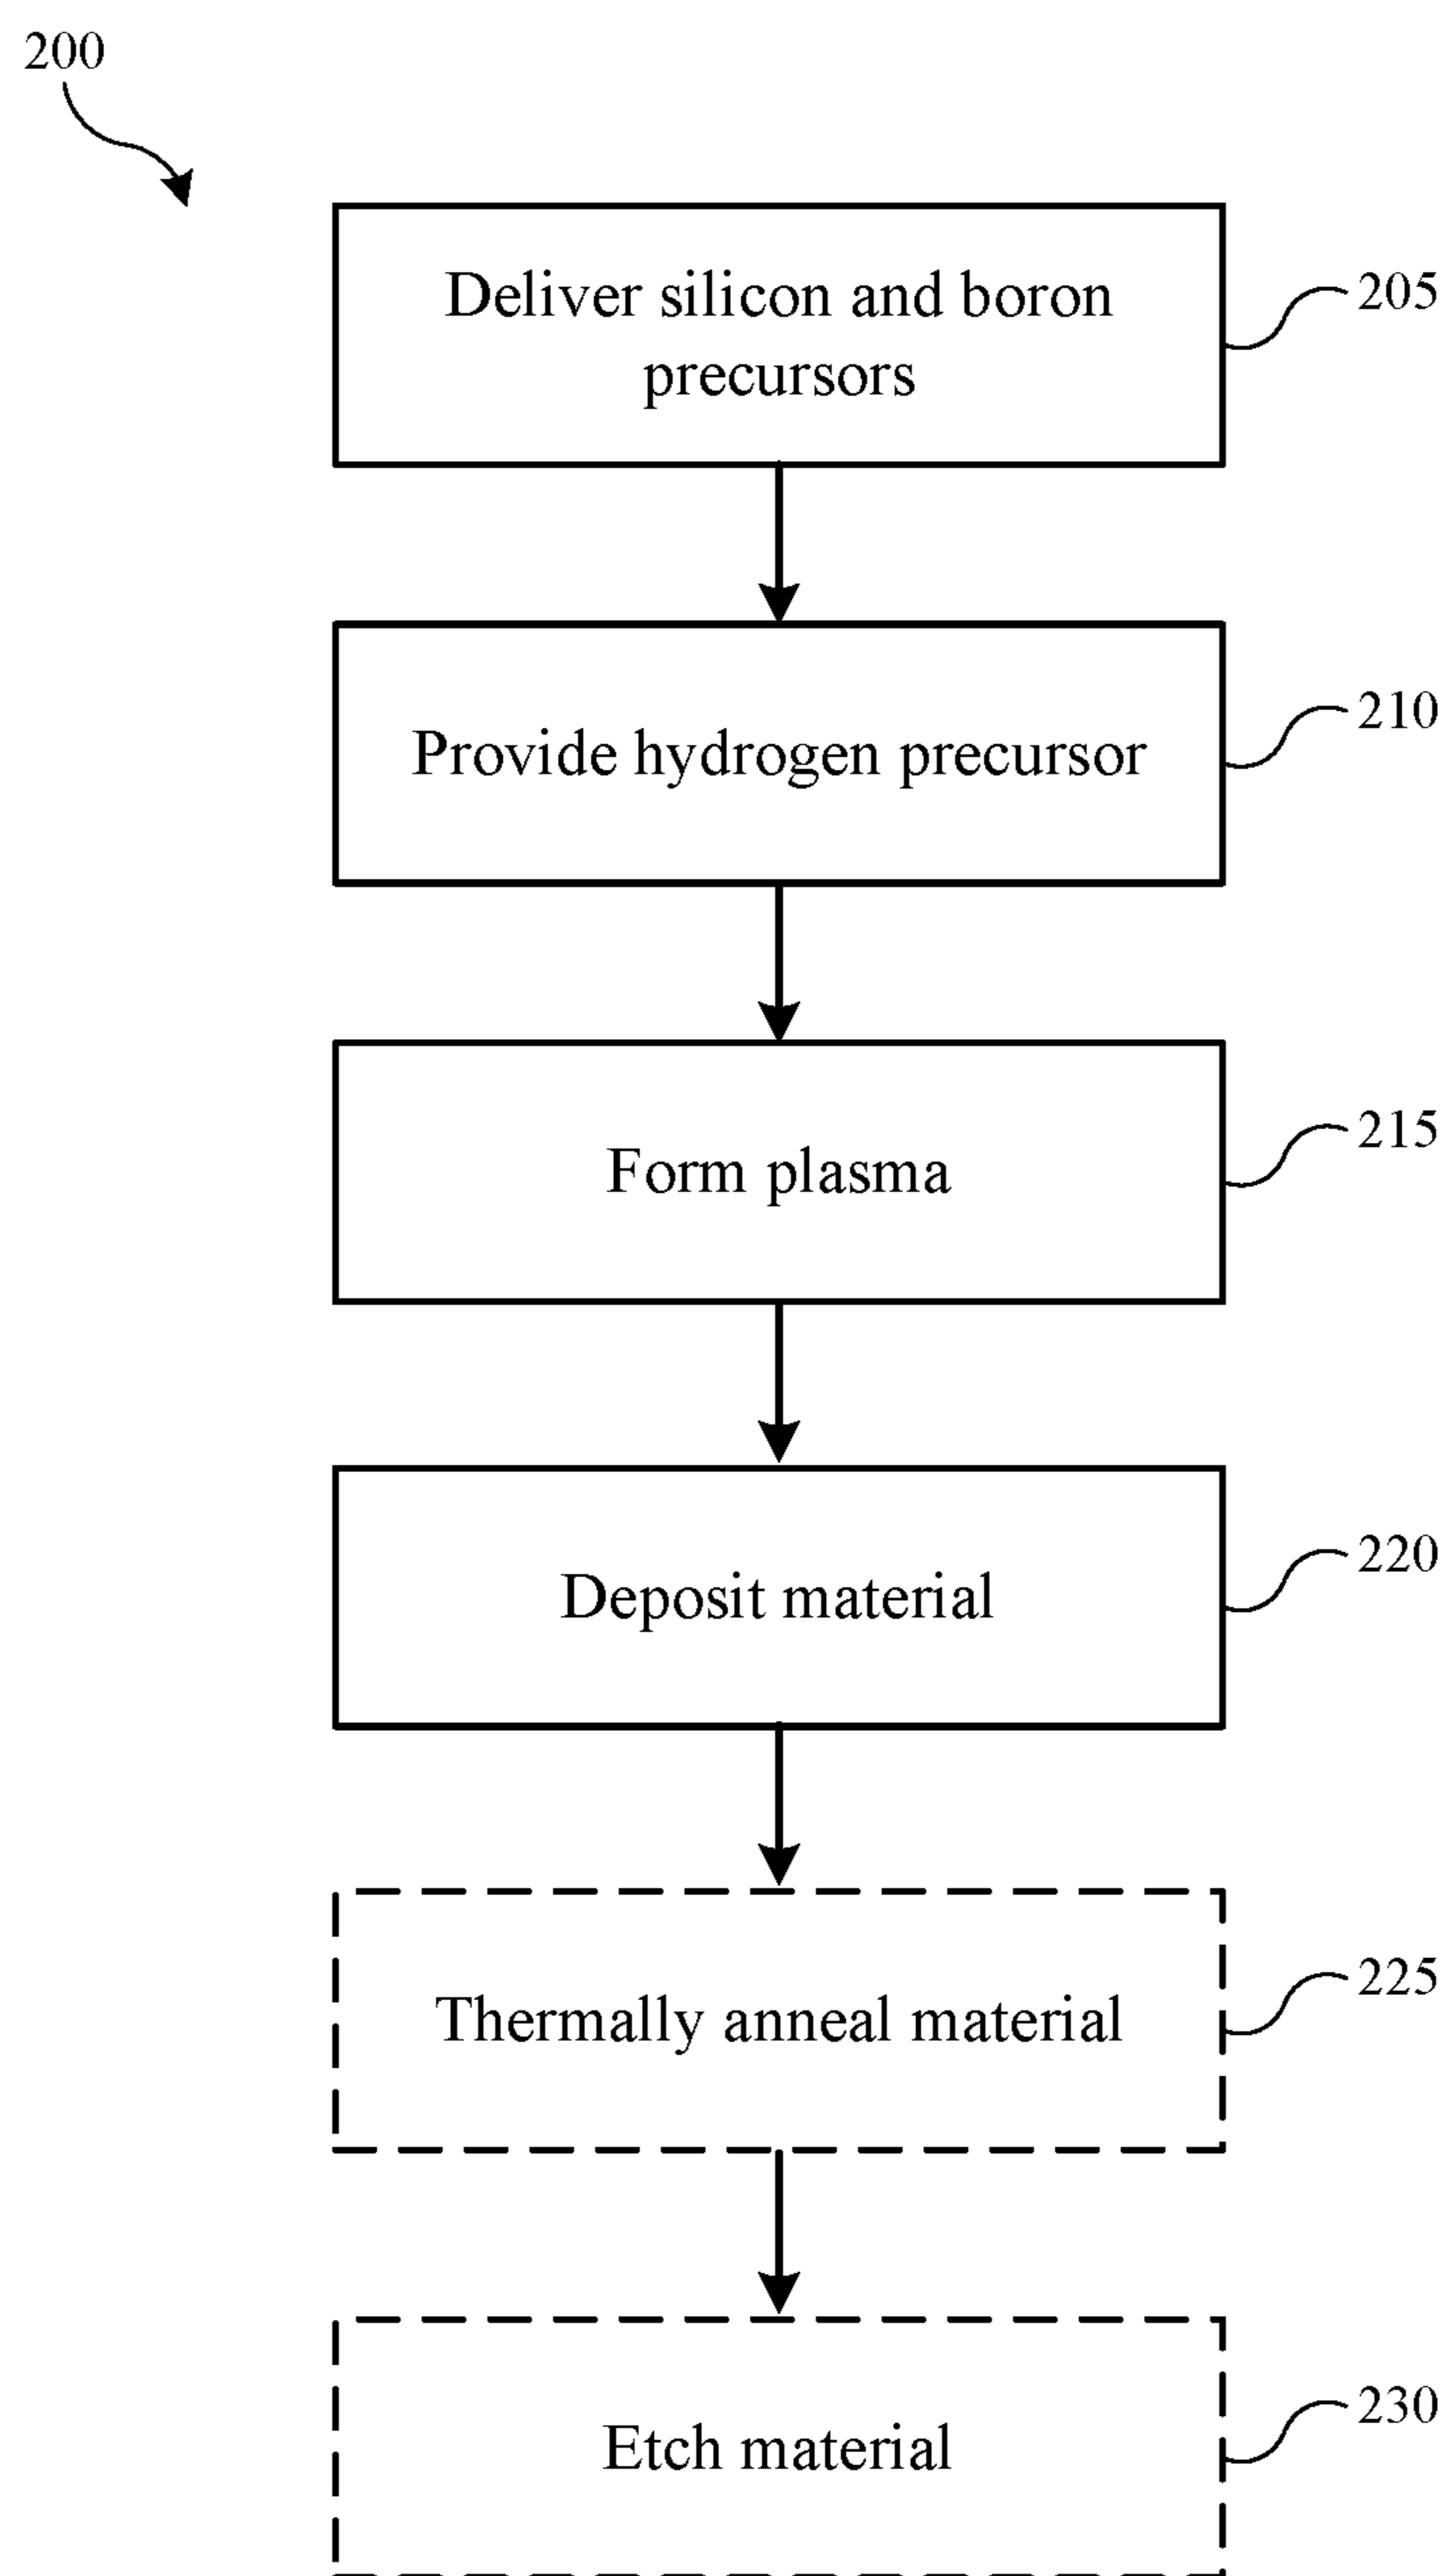 200
Deliver silicon and boron
precursors
205
Provide hydrogen precursor
210
Form plasma
215
Deposit material
220
Thermally anneal material
225
Etch material
230